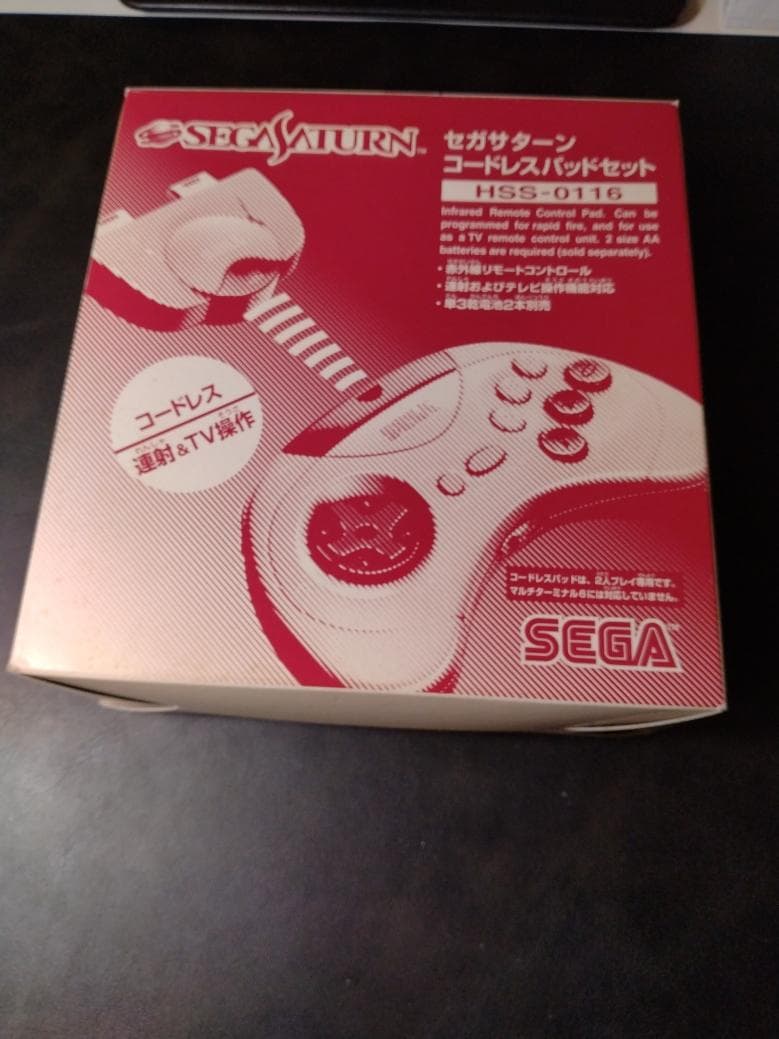 SEGA SATURN™
セガサターン
コードレスパッドセット
HSS-0116
Infrared Remote Control Pad. Can be
programmed for rapid fire, and for use
as a TV remote control unit. 2 size AA
batteries are required (sold separately).
・赤外線リモートコントロール
・連射およびテレビ操作機能対応
・単3乾電池2本別売
コードレス
連射&TV操作
SEGA
コードレスパッドは、2人プレイ専用です。
マルチターミナル6には対応していません。
SEGA™